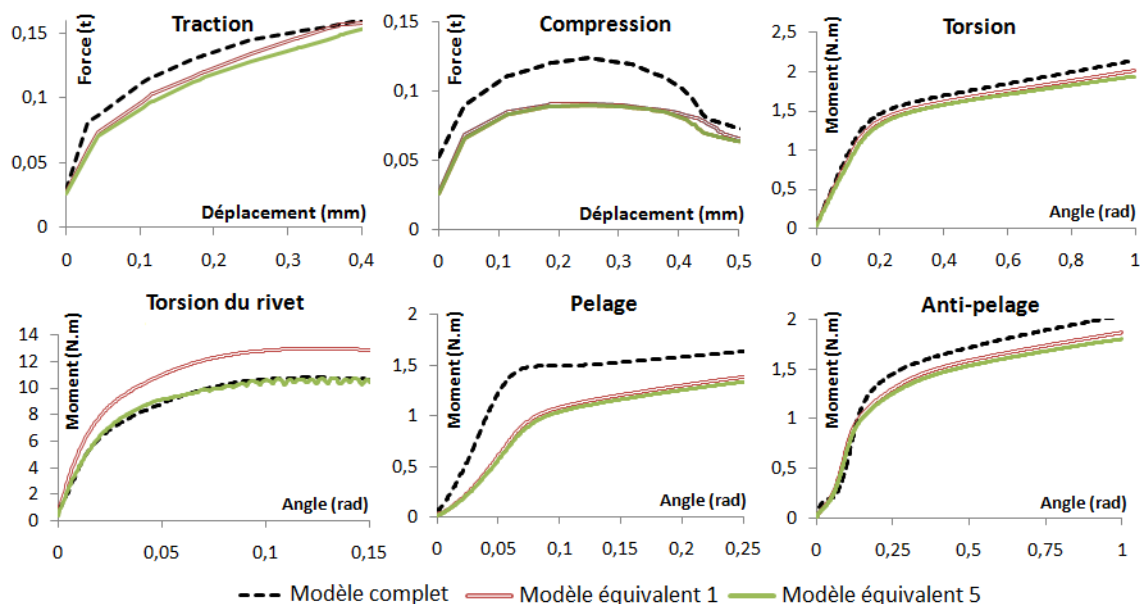 Traction
Force (t)
0,15
0,1
0,05
0
Déplacement (mm)
0 0,1 0,2 0,3 0,4
Compression
Force (t)
0,15
0,1
0,05
0
Déplacement (mm)
0 0,1 0,2 0,3 0,4 0,5
Torsion
Moment (N.m)
2,5
2
1,5
1
0,5
0
Angle (rad)
0 0,2 0,4 0,6 0,8 1
Torsion du rivet
Moment (N.m)
14
12
10
8
6
4
2
0
Angle (rad)
0 0,05 0,1 0,15
Pelage
Moment (N.m)
2
1,5
1
0,5
0
Angle (rad)
0 0,05 0,1 0,15 0,2 0,25
Anti-pelage
Moment (N.m)
2
1,5
1
0,5
0
Angle (rad)
0 0,25 0,5 0,75 1
Modèle complet Modèle équivalent 1 Modèle équivalent 5